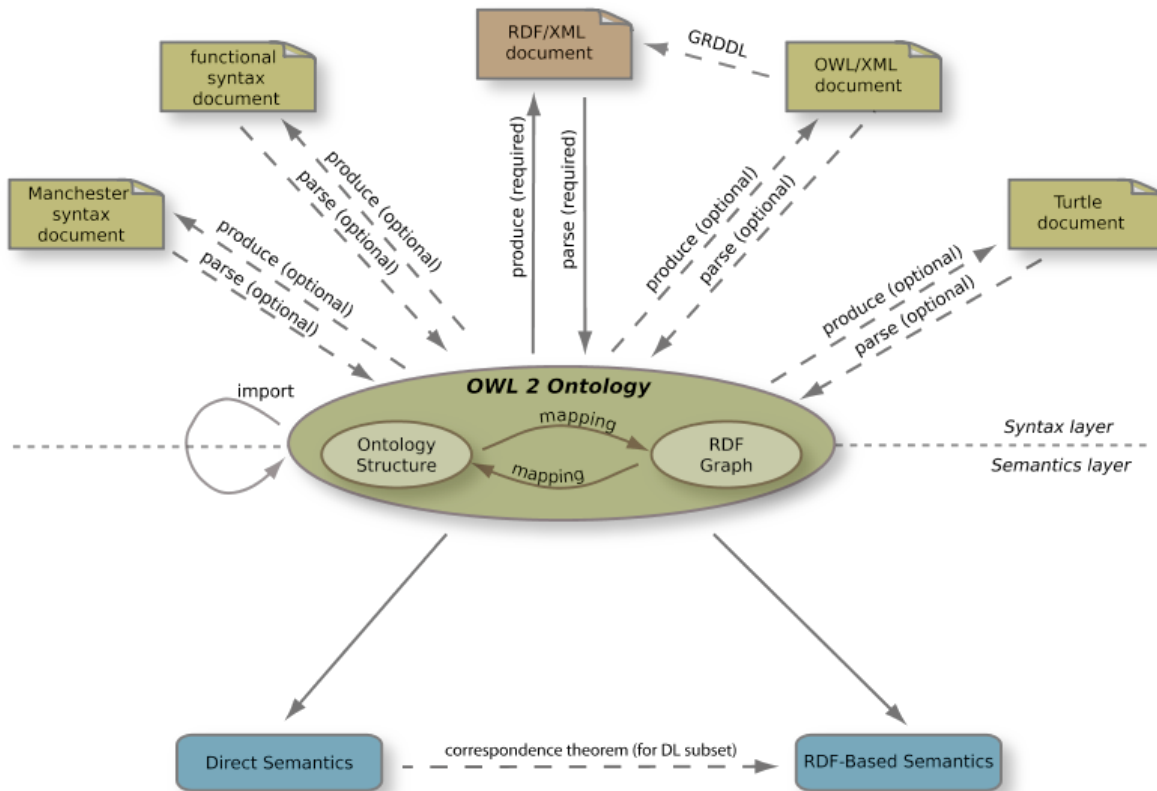 RDF/XML
document
GRDDL
functional
syntax
document
OWL/XML
document
Manchester
syntax
document
Turtle
document
produce (optional)
parse (optional)
produce (optional)
parse (optional)
produce (required)
parse (required)
produce (optional)
parse (optional)
produce (optional)
parse (optional)
import
OWL 2 Ontology
mapping
Ontology
Structure
RDF
Graph
mapping
Syntax layer
Semantics layer
Direct Semantics
correspondence theorem (for DL subset)
RDF-Based Semantics